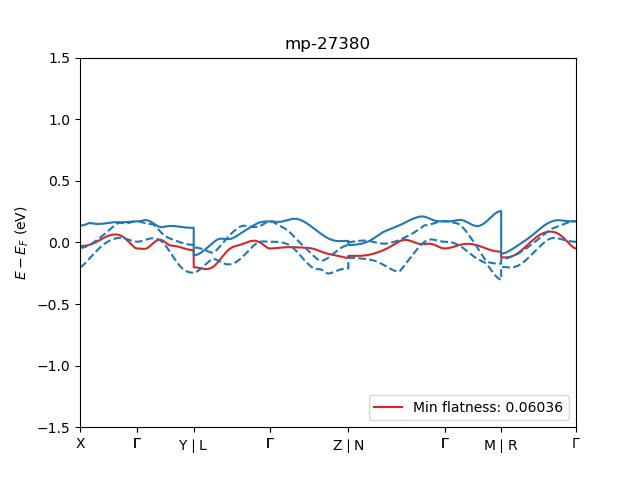 mp-27380
E − E_F (eV)
1.5
1.0
0.5
0.0
−0.5
−1.0
−1.5
Min flatness: 0.06036
X Γ Y | L Γ Z | N Γ M | R Γ